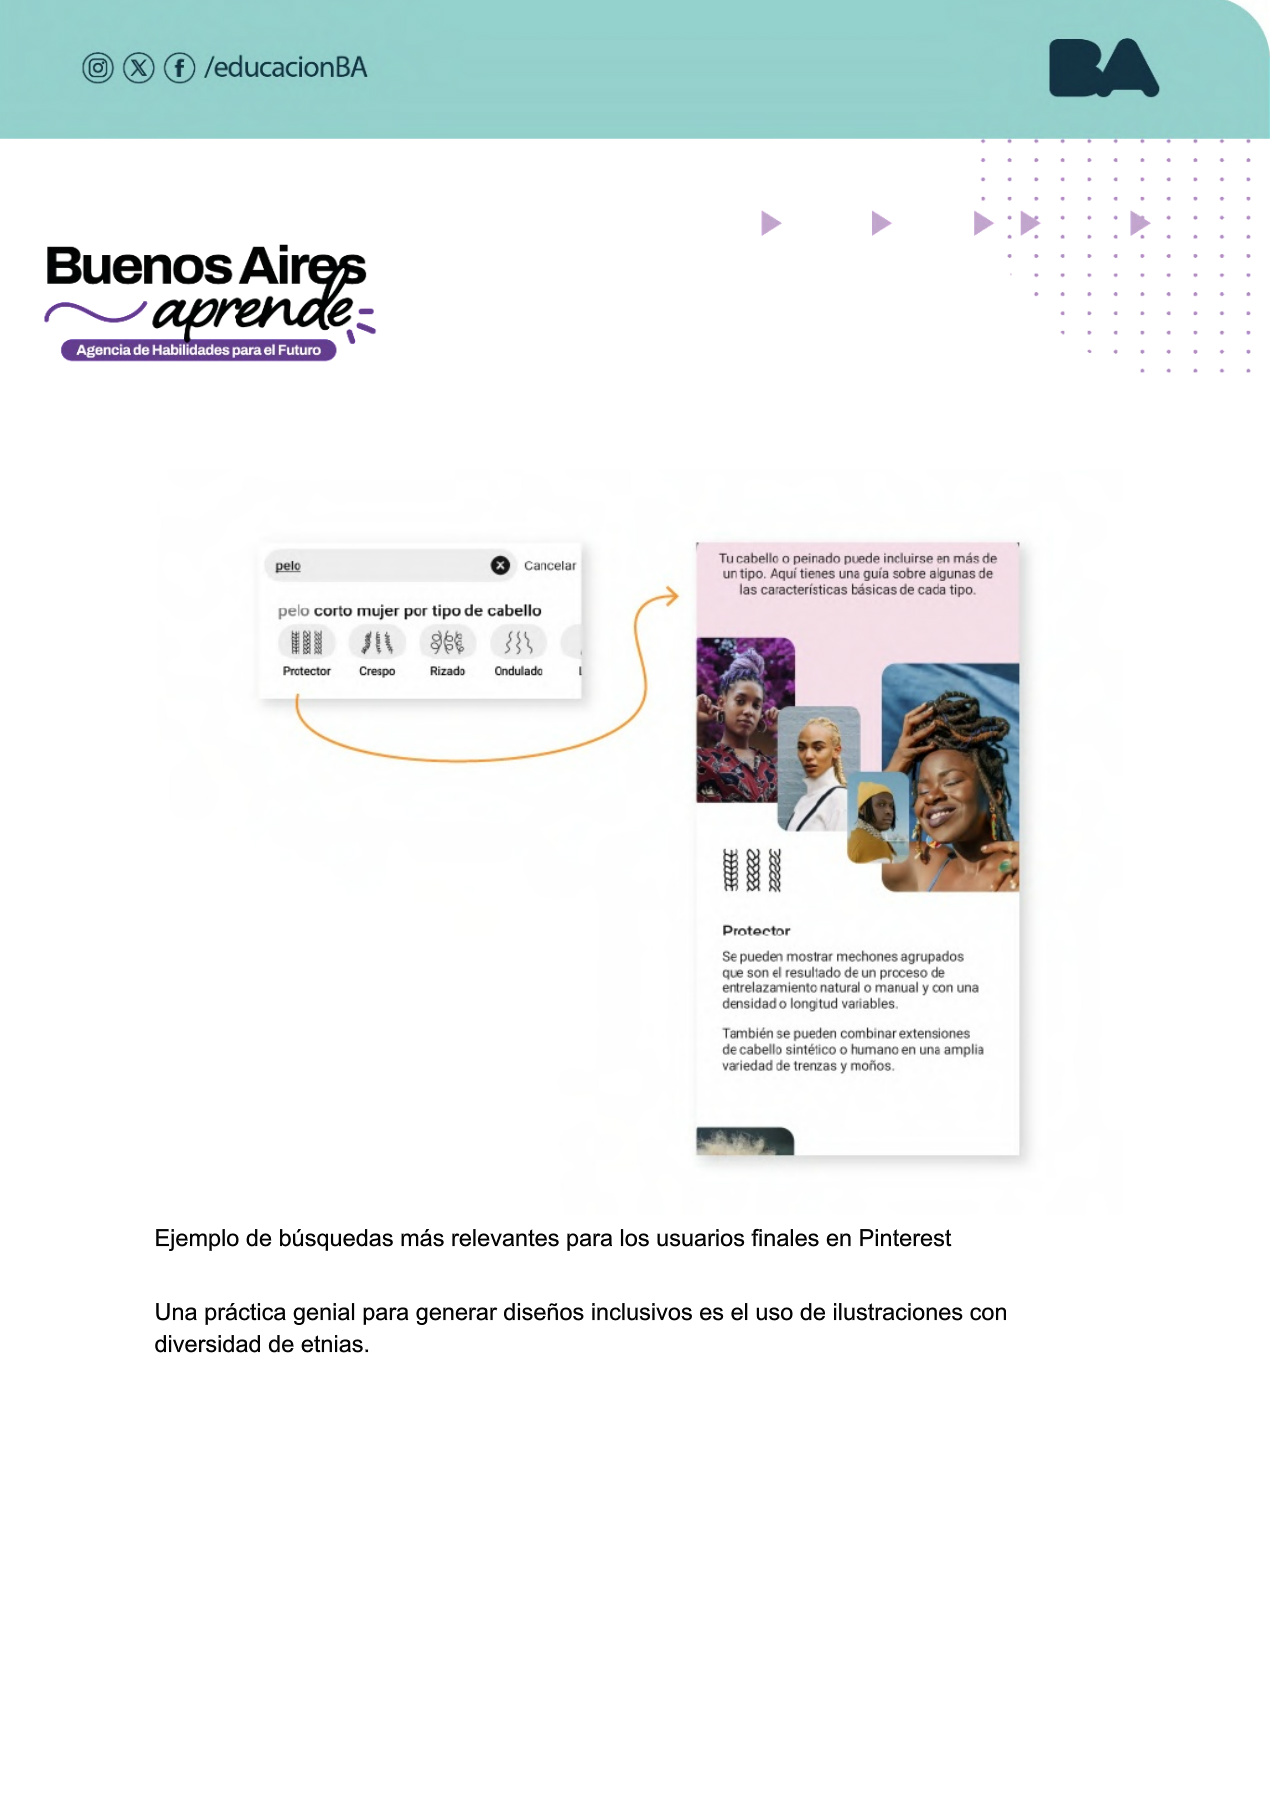 /educacionBA
BA
Buenos Aires
aprende
Agencia de Habilidades para el Futuro
pelo
Cancelar
pelo corto mujer por tipo de cabello
Protector Crespo Rizado Ondulado L
Tu cabello o peinado puede incluirse en más de
un tipo. Aquí tienes una guía sobre algunas de
las características básicas de cada tipo.
Protector
Se pueden mostrar mechones agrupados
que son el resultado de un proceso de
entrelazamiento natural o manual y con una
densidad o longitud variables.
También se pueden combinar extensiones
de cabello sintético o humano en una amplia
variedad de trenzas y moños.
Ejemplo de búsquedas más relevantes para los usuarios finales en Pinterest
Una práctica genial para generar diseños inclusivos es el uso de ilustraciones con
diversidad de etnias.